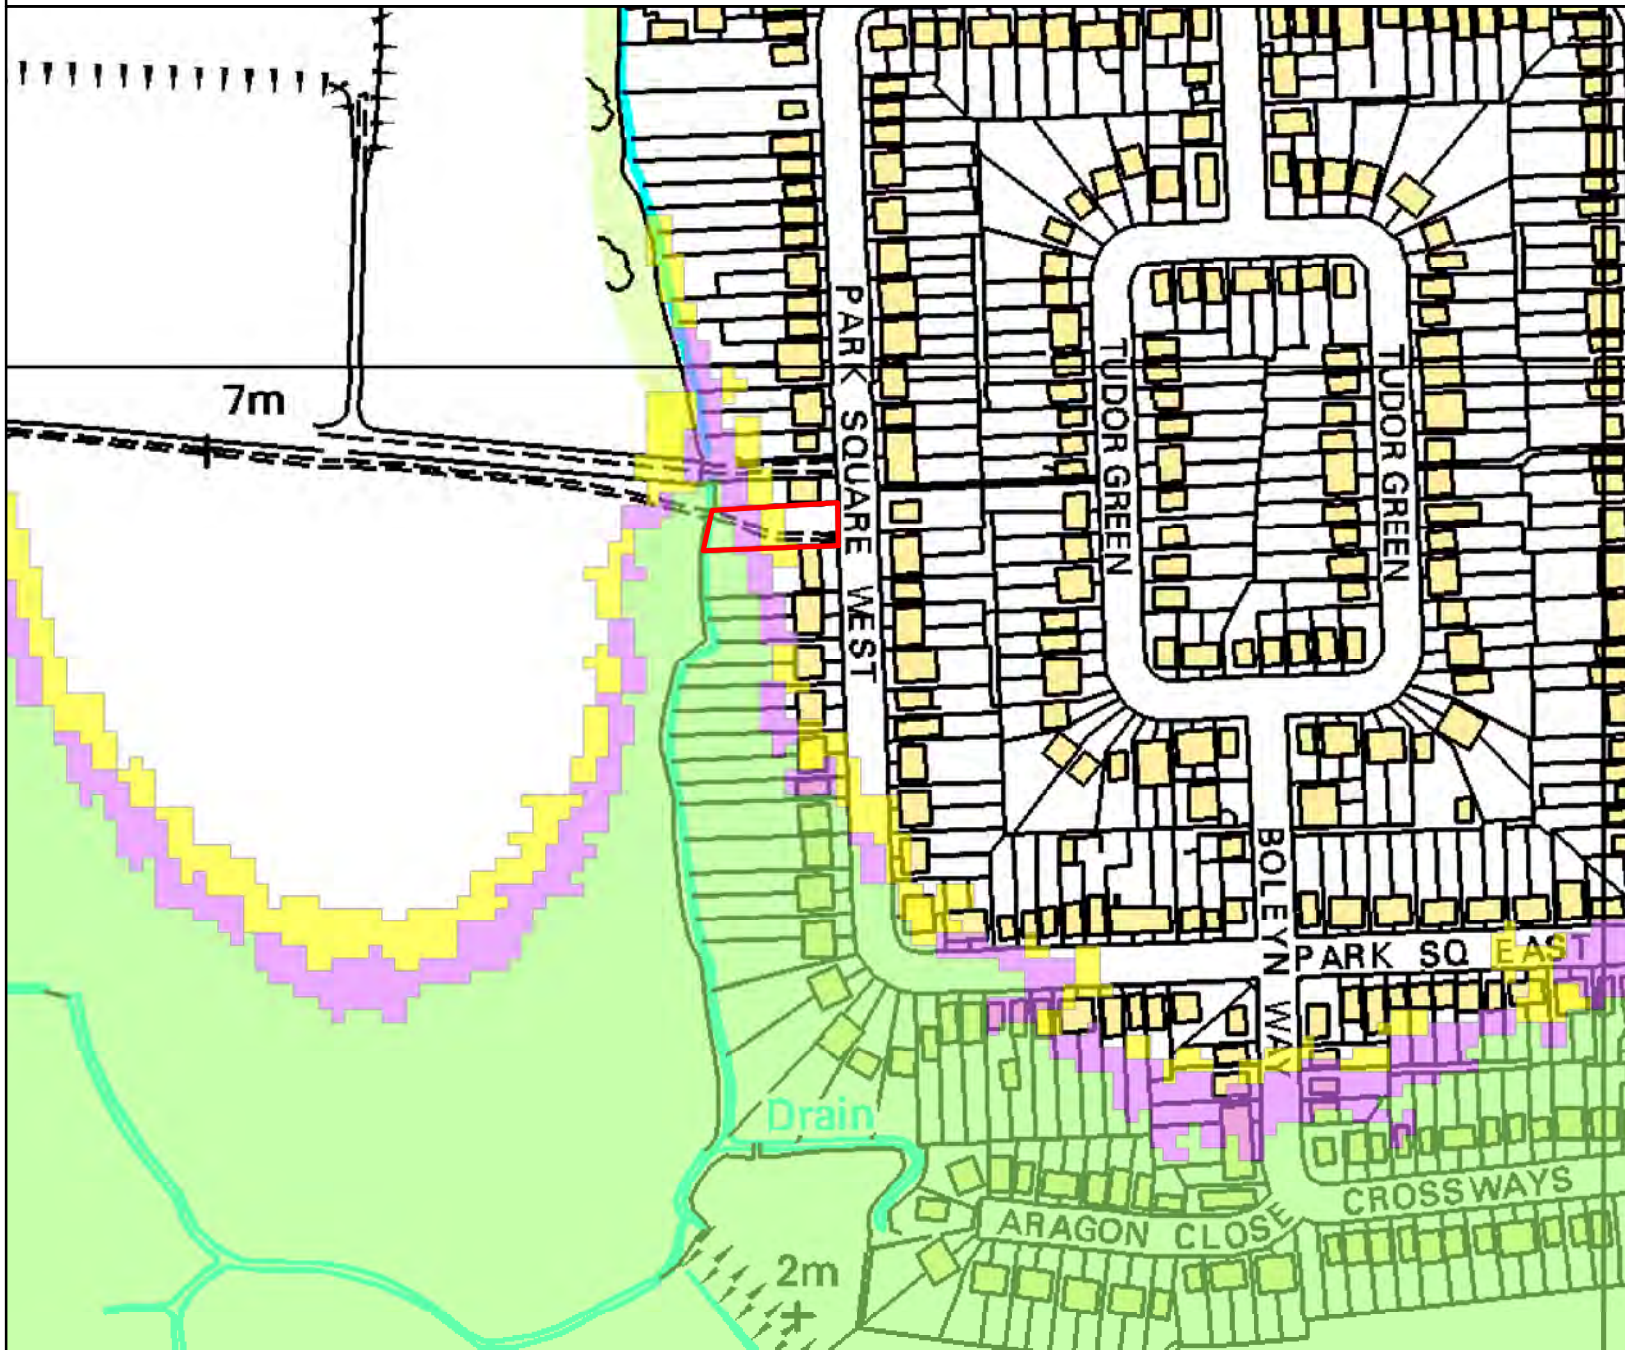 7m
PARK SQUARE WEST
TUDOR GREEN
TUDOR GREEN
BOLEYN WAY
PARK SQ EAST
Drain
CROSSWAYS
ARAGON CLOSE
2m